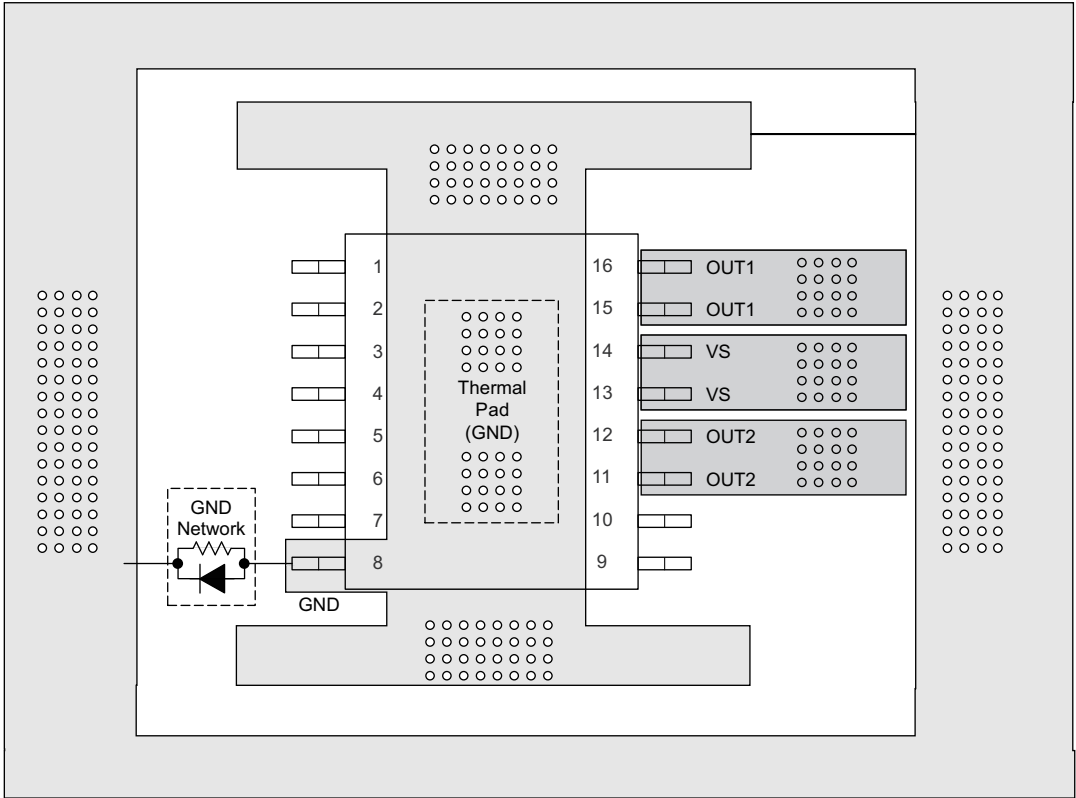 1 16 OUT1
2 15 OUT1
3 14 VS
4 13 VS
Thermal
Pad
(GND)
5 12 OUT2
6 11 OUT2
7 10
8 9
GND
Network
GND